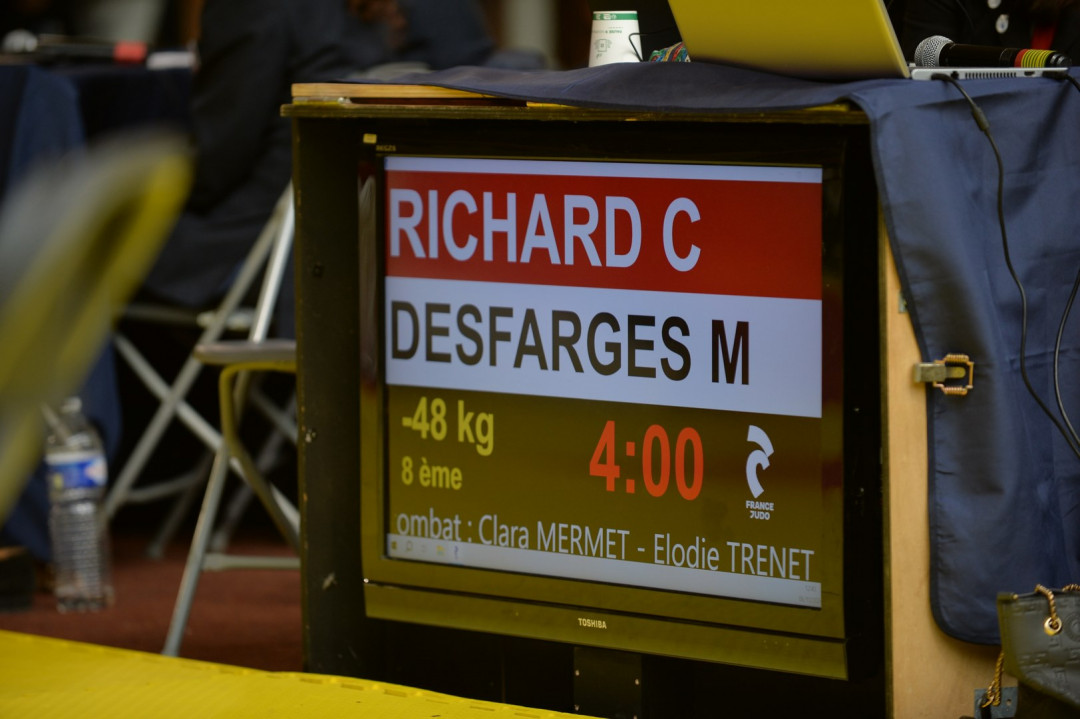 RICHARD C
DESFARGES M
-48 kg
4:00
8 ème
FRANCE
JUDO
ombat : Clara MERMET - Elodie TRENET
TOSHIBA